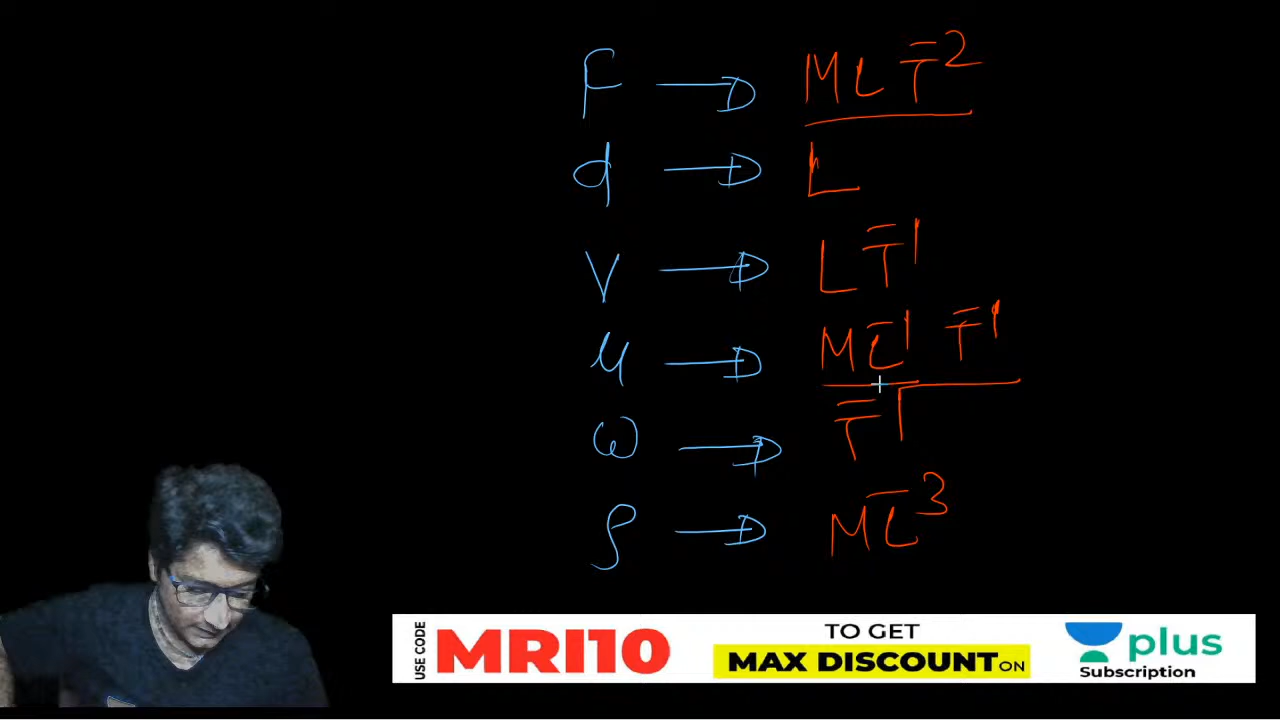 F → MLT⁻²
d → L
V → LT⁻¹
μ → ML⁻¹ T⁻¹
ω → T⁻¹
ρ → ML⁻³
USE CODE
MRI10
TO GET
MAX DISCOUNT ON
plus
Subscription